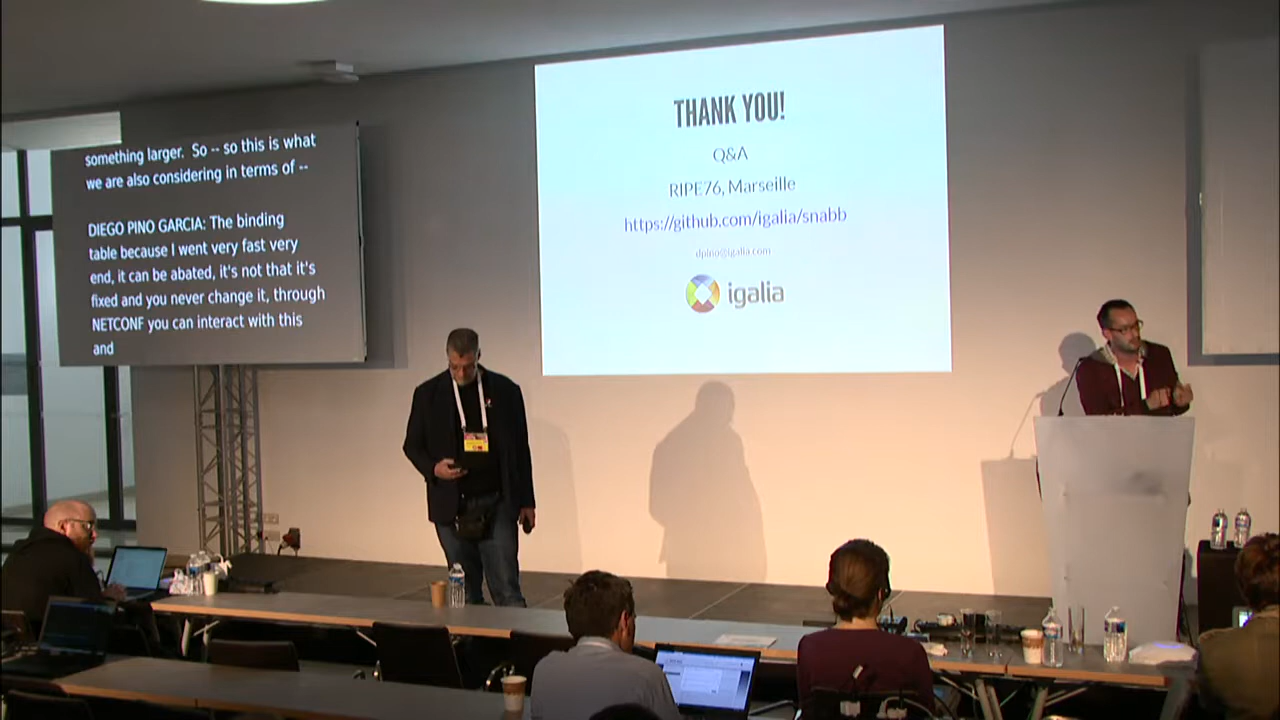 something larger. So -- so this is what
we are also considering in terms of --
DIEGO PINO GARCIA: The binding
table because I went very fast very
end, it can be abated, it's not that it's
fixed and you never change it, through
NETCONF you can interact with this
and
THANK YOU!
Q&A
RIPE76, Marseille
https://github.com/igalia/snabb
dpino@igalia.com
igalia